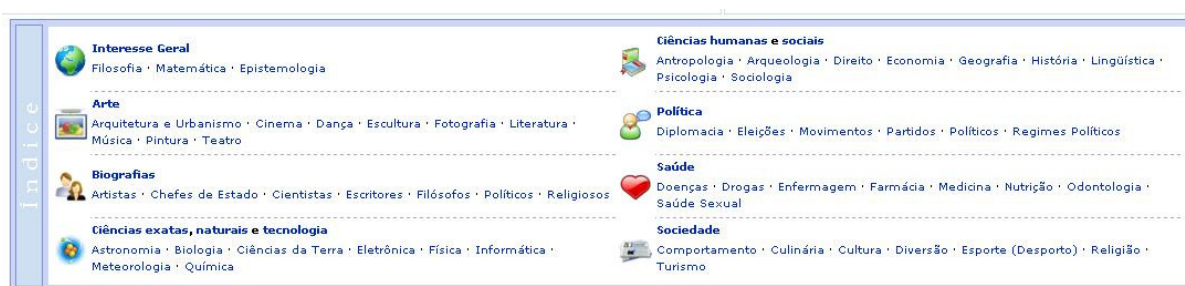 Índice
Interesse Geral
Filosofia · Matemática · Epistemologia
Arte
Arquitetura e Urbanismo · Cinema · Dança · Escultura · Fotografia · Literatura ·
Música · Pintura · Teatro
Biografias
Artistas · Chefes de Estado · Cientistas · Escritores · Filósofos · Políticos · Religiosos
Ciências exatas, naturais e tecnologia
Astronomia · Biologia · Ciências da Terra · Eletrônica · Física · Informática ·
Meteorologia · Química
Ciências humanas e sociais
Antropologia · Arqueologia · Direito · Economia · Geografia · História · Lingüística ·
Psicologia · Sociologia
Política
Diplomacia · Eleições · Movimentos · Partidos · Políticos · Regimes Políticos
Saúde
Doenças · Drogas · Enfermagem · Farmácia · Medicina · Nutrição · Odontologia ·
Saúde Sexual
Sociedade
Comportamento · Culinária · Cultura · Diversão · Esporte (Desporto) · Religião ·
Turismo